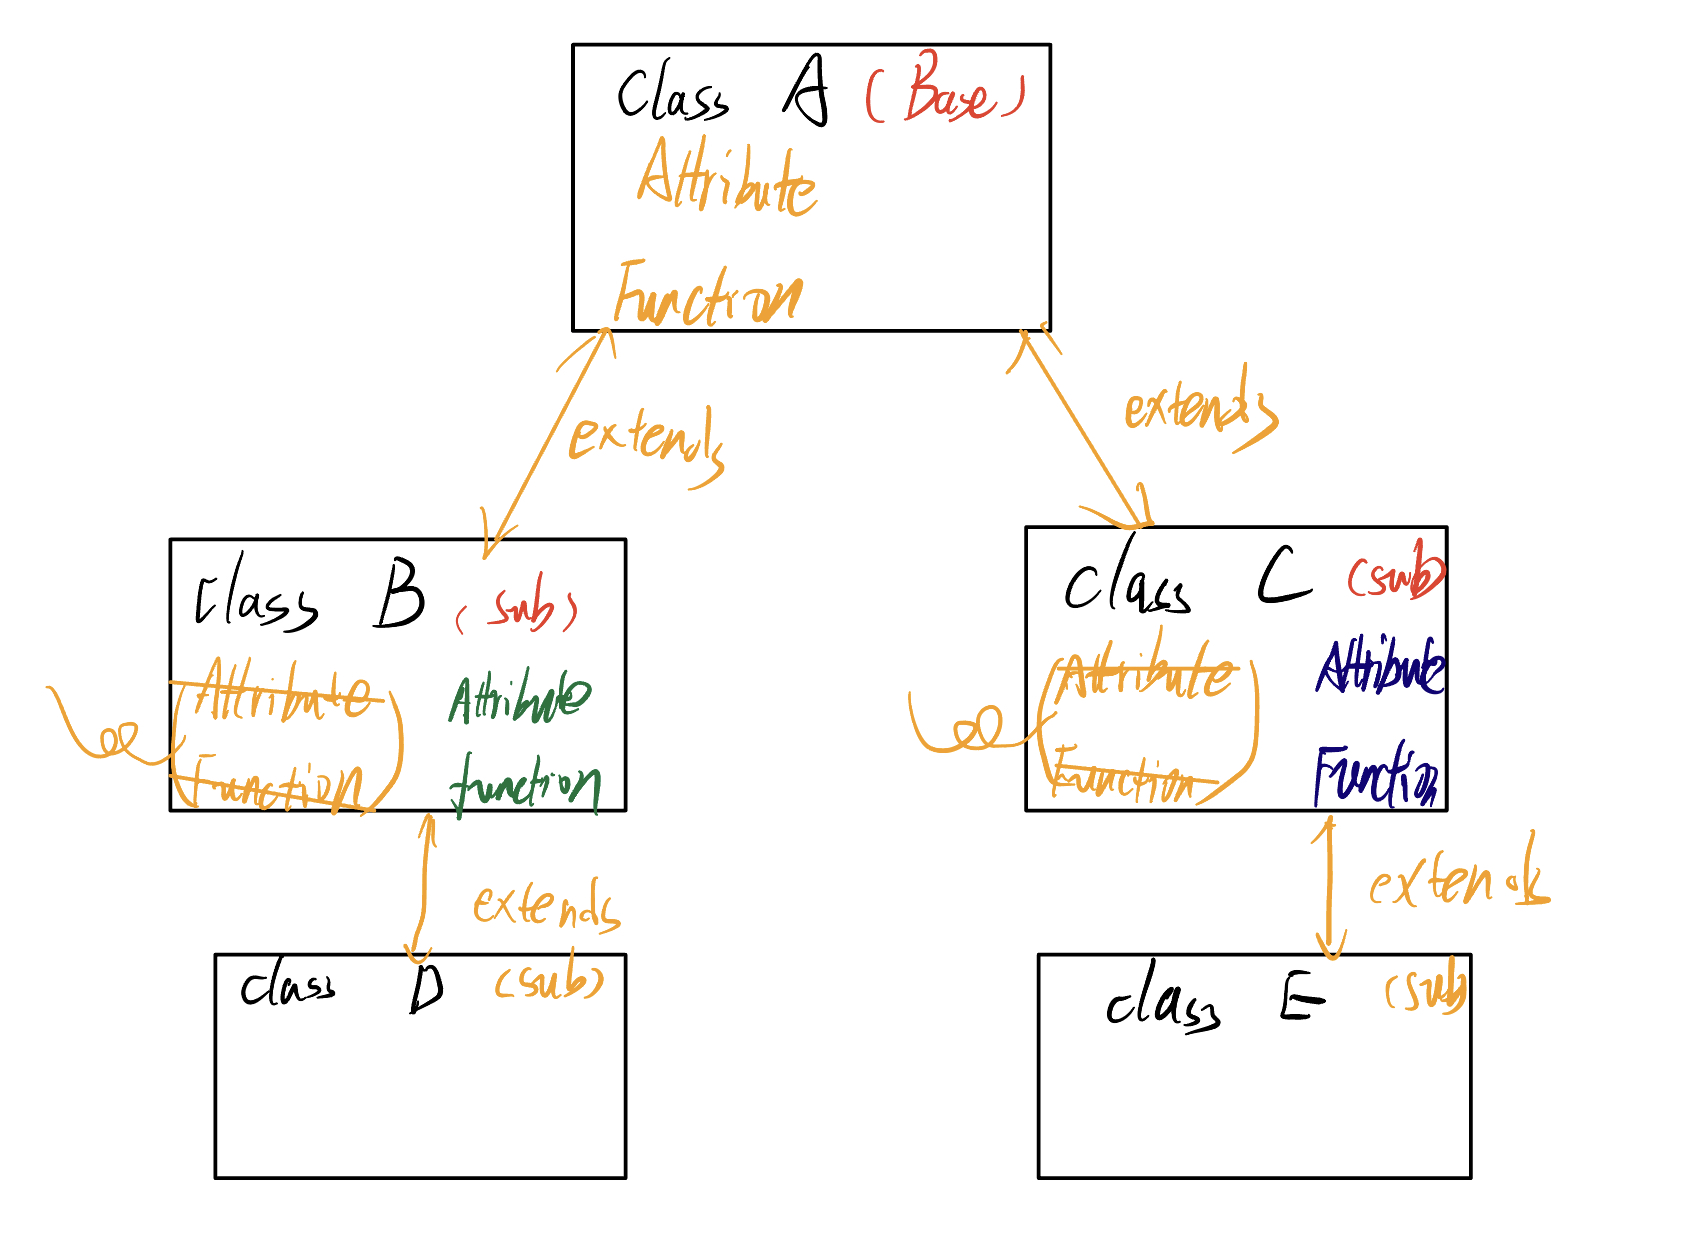 Class A (Base)
Attribute
Function
extends
extends
Class B (sub)
Attribute Attribute
Function function
Class C (sub)
Attribute Attribute
Function Function
extends
extends
class D (sub)
class E (sub)